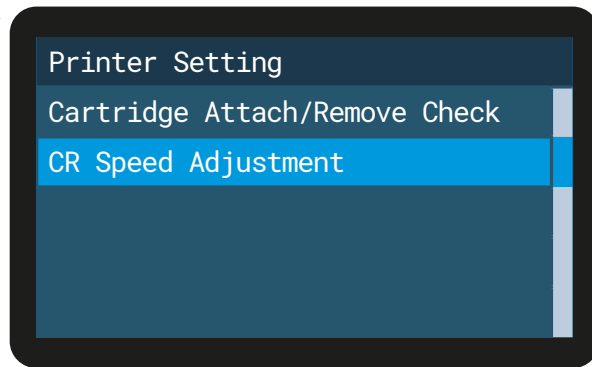 Printer Setting
Cartridge Attach/Remove Check
CR Speed Adjustment